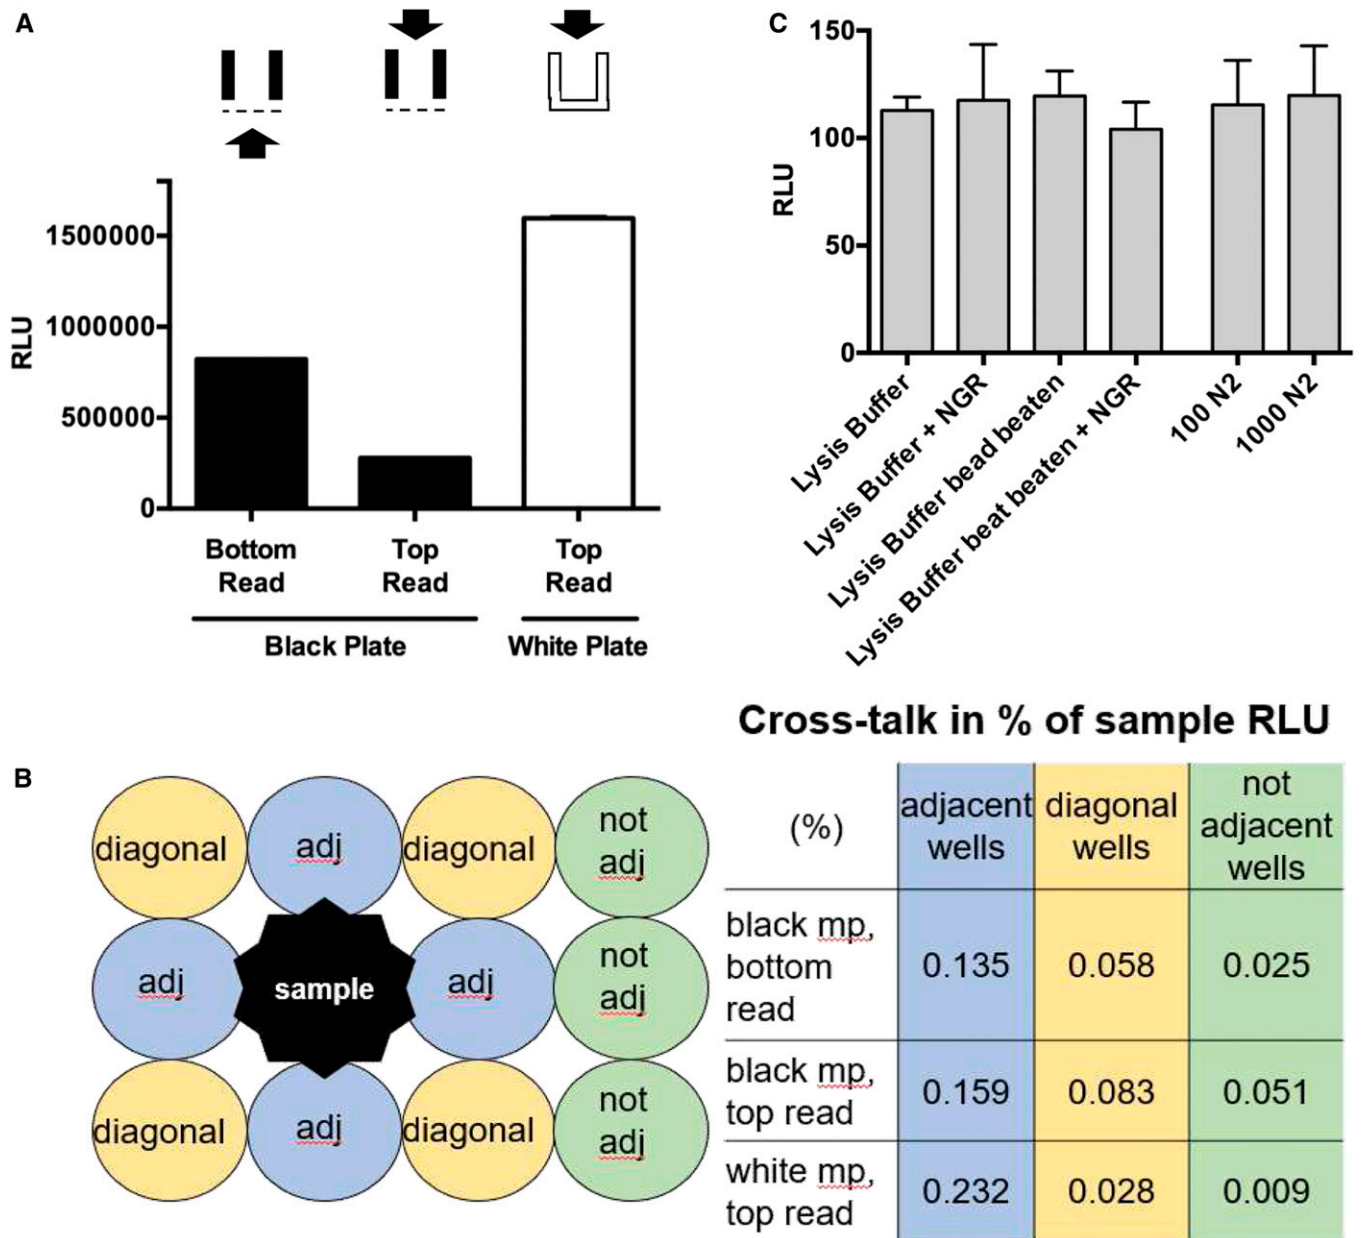 A
RLU
1500000
1000000
500000
0
Bottom
Read
Top
Read
Top
Read
Black Plate
White Plate
C
RLU
150
100
50
0
Lysis Buffer
Lysis Buffer + NGR
Lysis Buffer bead beaten
Lysis Buffer beat beaten + NGR
100 N2
1000 N2
B
diagonal
adj
diagonal
not
adj
adj
sample
adj
not
adj
diagonal
adj
diagonal
not
adj
Cross-talk in % of sample RLU
(%)
adjacent
wells
diagonal
wells
not
adjacent
wells
black mp,
bottom
read
0.135
0.058
0.025
black mp,
top read
0.159
0.083
0.051
white mp,
top read
0.232
0.028
0.009